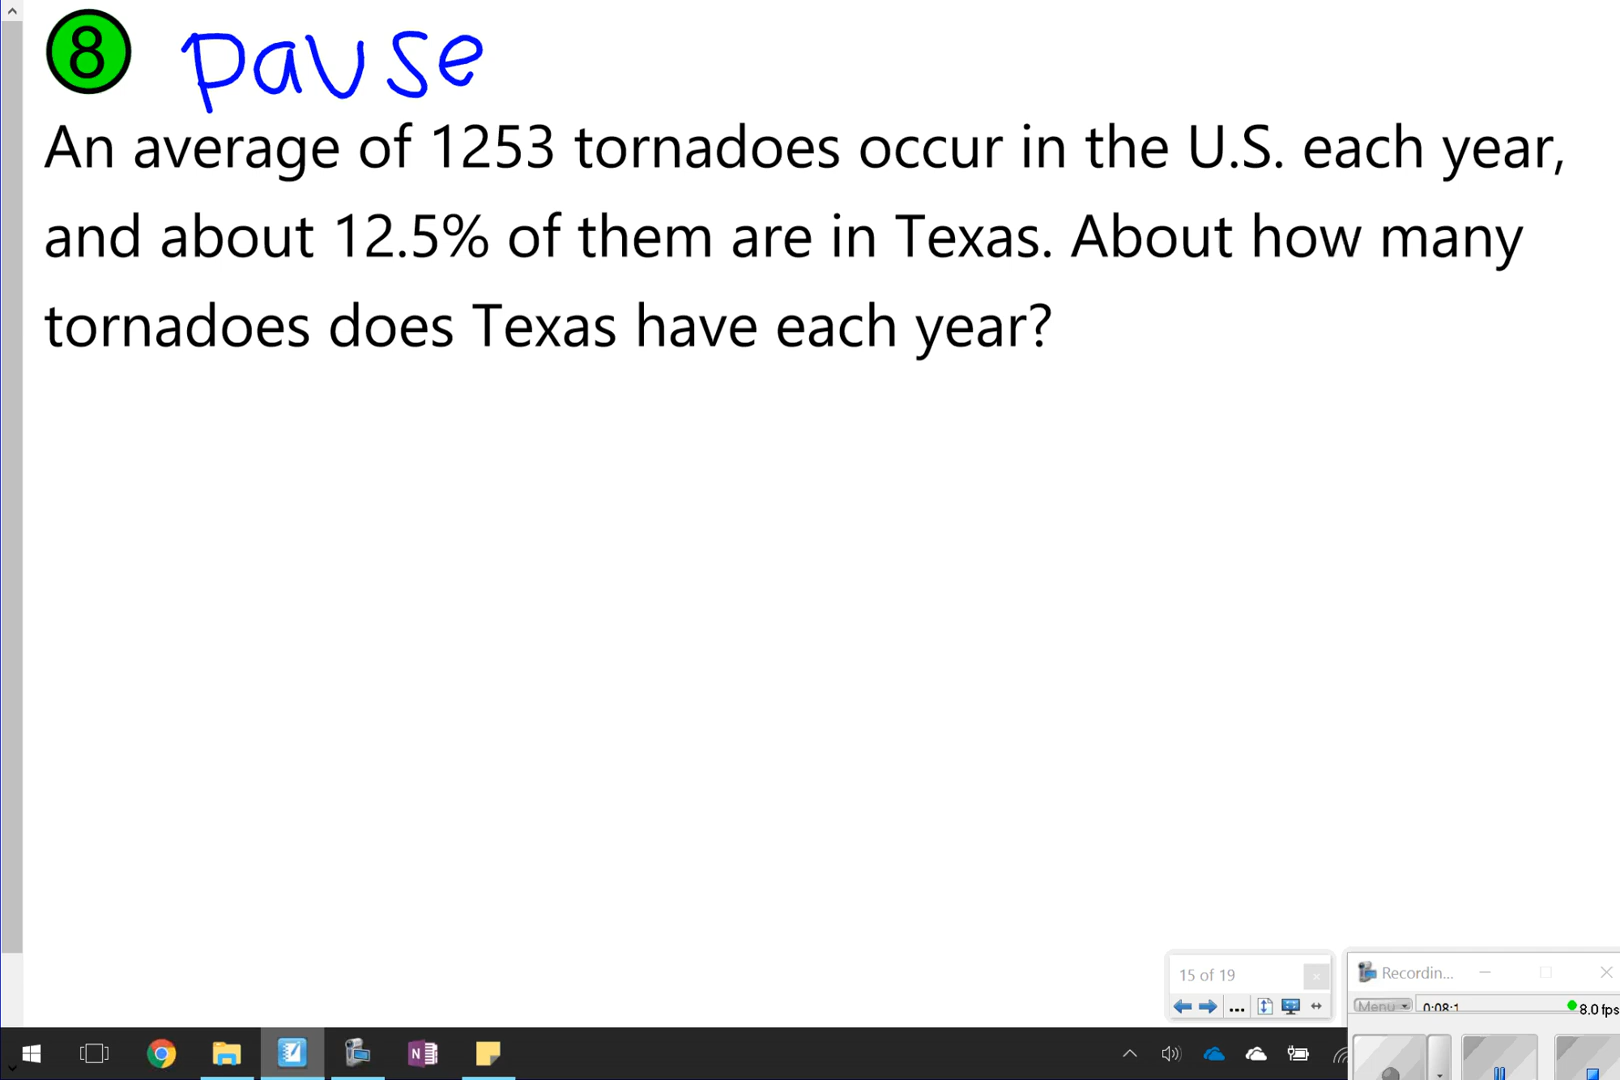 8 pause
An average of 1253 tornadoes occur in the U.S. each year,
and about 12.5% of them are in Texas. About how many
tornadoes does Texas have each year?
15 of 19
Recordin...
Menu
8.0 fps
N